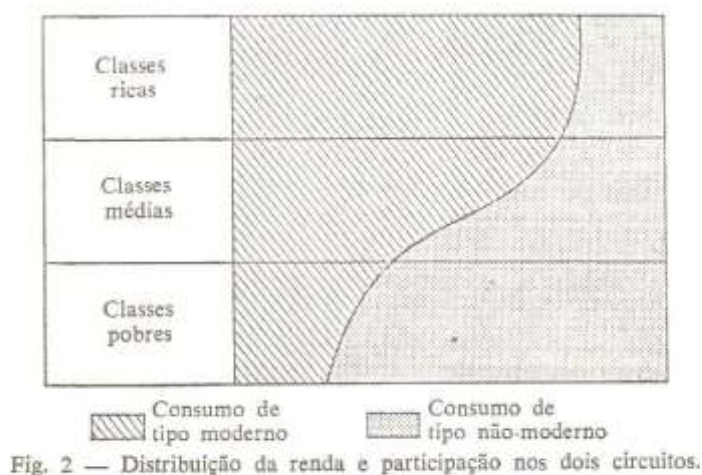 Classes
ricas
Classes
médias
Classes
pobres
Consumo de
tipo moderno
Consumo de
tipo não-moderno
Fig. 2 — Distribuição da renda e participação nos dois circuitos.